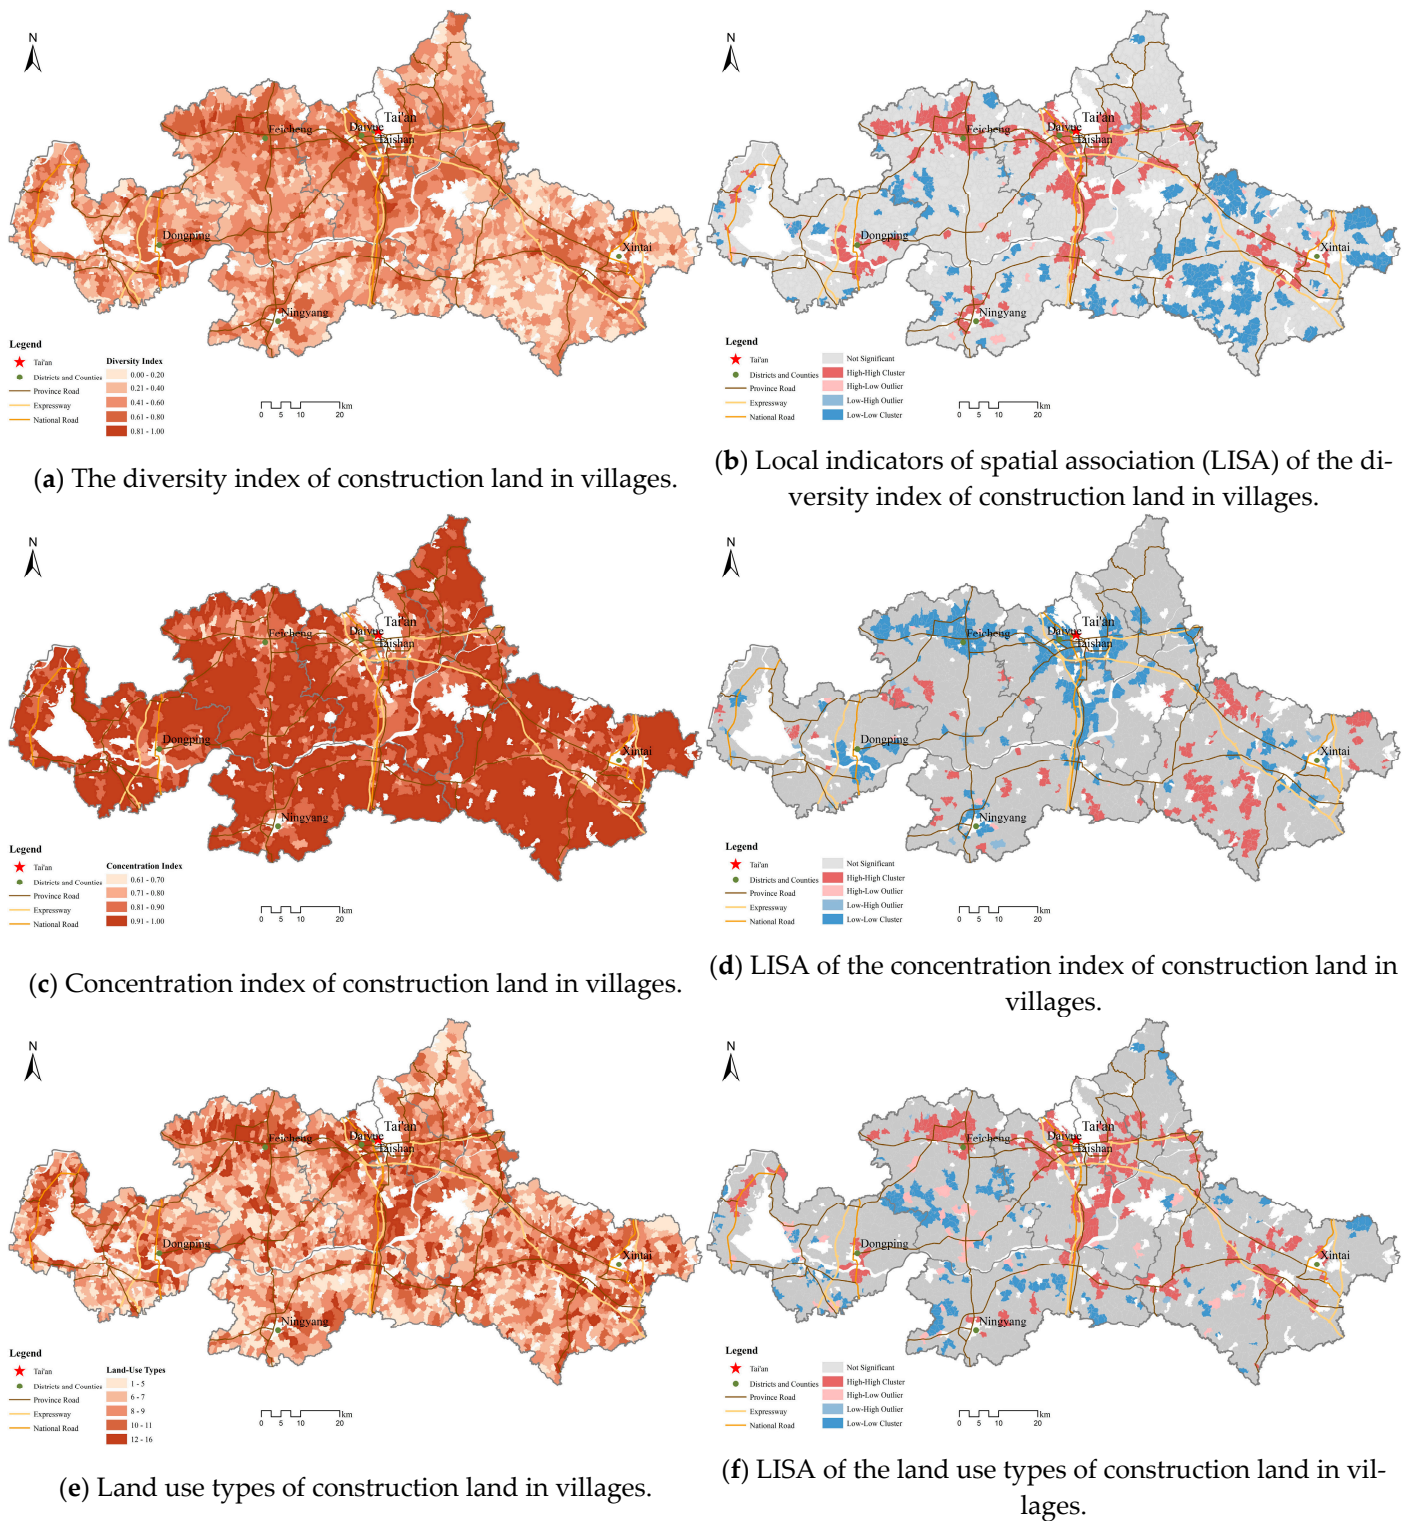 N
Tai'an
Daiyue
Taishan
Feicheng
Dongping
Xintai
Ningyang
Legend
Tai'an
Districts and Counties
Province Road
Expressway
National Road
Diversity Index
0.00 - 0.20
0.21 - 0.40
0.41 - 0.60
0.61 - 0.80
0.81 - 1.00
0 5 10 20 km
(a) The diversity index of construction land in villages.
N
Tai'an
Daiyue
Taishan
Feicheng
Dongping
Xintai
Ningyang
Legend
Tai'an
Districts and Counties
Province Road
Expressway
National Road
Not Significant
High-High Cluster
High-Low Outlier
Low-High Outlier
Low-Low Cluster
0 5 10 20 km
(b) Local indicators of spatial association (LISA) of the di-
versity index of construction land in villages.
N
Tai'an
Daiyue
Taishan
Feicheng
Dongping
Xintai
Ningyang
Legend
Tai'an
Districts and Counties
Province Road
Expressway
National Road
Concentration Index
0.61 - 0.70
0.71 - 0.80
0.81 - 0.90
0.91 - 1.00
0 5 10 20 km
(c) Concentration index of construction land in villages.
N
Tai'an
Daiyue
Taishan
Feicheng
Dongping
Xintai
Ningyang
Legend
Tai'an
Districts and Counties
Province Road
Expressway
National Road
Not Significant
High-High Cluster
High-Low Outlier
Low-High Outlier
Low-Low Cluster
0 5 10 20 km
(d) LISA of the concentration index of construction land in
villages.
N
Tai'an
Daiyue
Taishan
Feicheng
Dongping
Xintai
Ningyang
Legend
Tai'an
Districts and Counties
Province Road
Expressway
National Road
Land-Use Types
1 - 5
6 - 7
8 - 9
10 - 11
12 - 16
0 5 10 20 km
(e) Land use types of construction land in villages.
N
Tai'an
Daiyue
Taishan
Feicheng
Dongping
Xintai
Ningyang
Legend
Tai'an
Districts and Counties
Province Road
Expressway
National Road
Not Significant
High-High Cluster
High-Low Outlier
Low-High Outlier
Low-Low Cluster
0 5 10 20 km
(f) LISA of the land use types of construction land in vil-
lages.